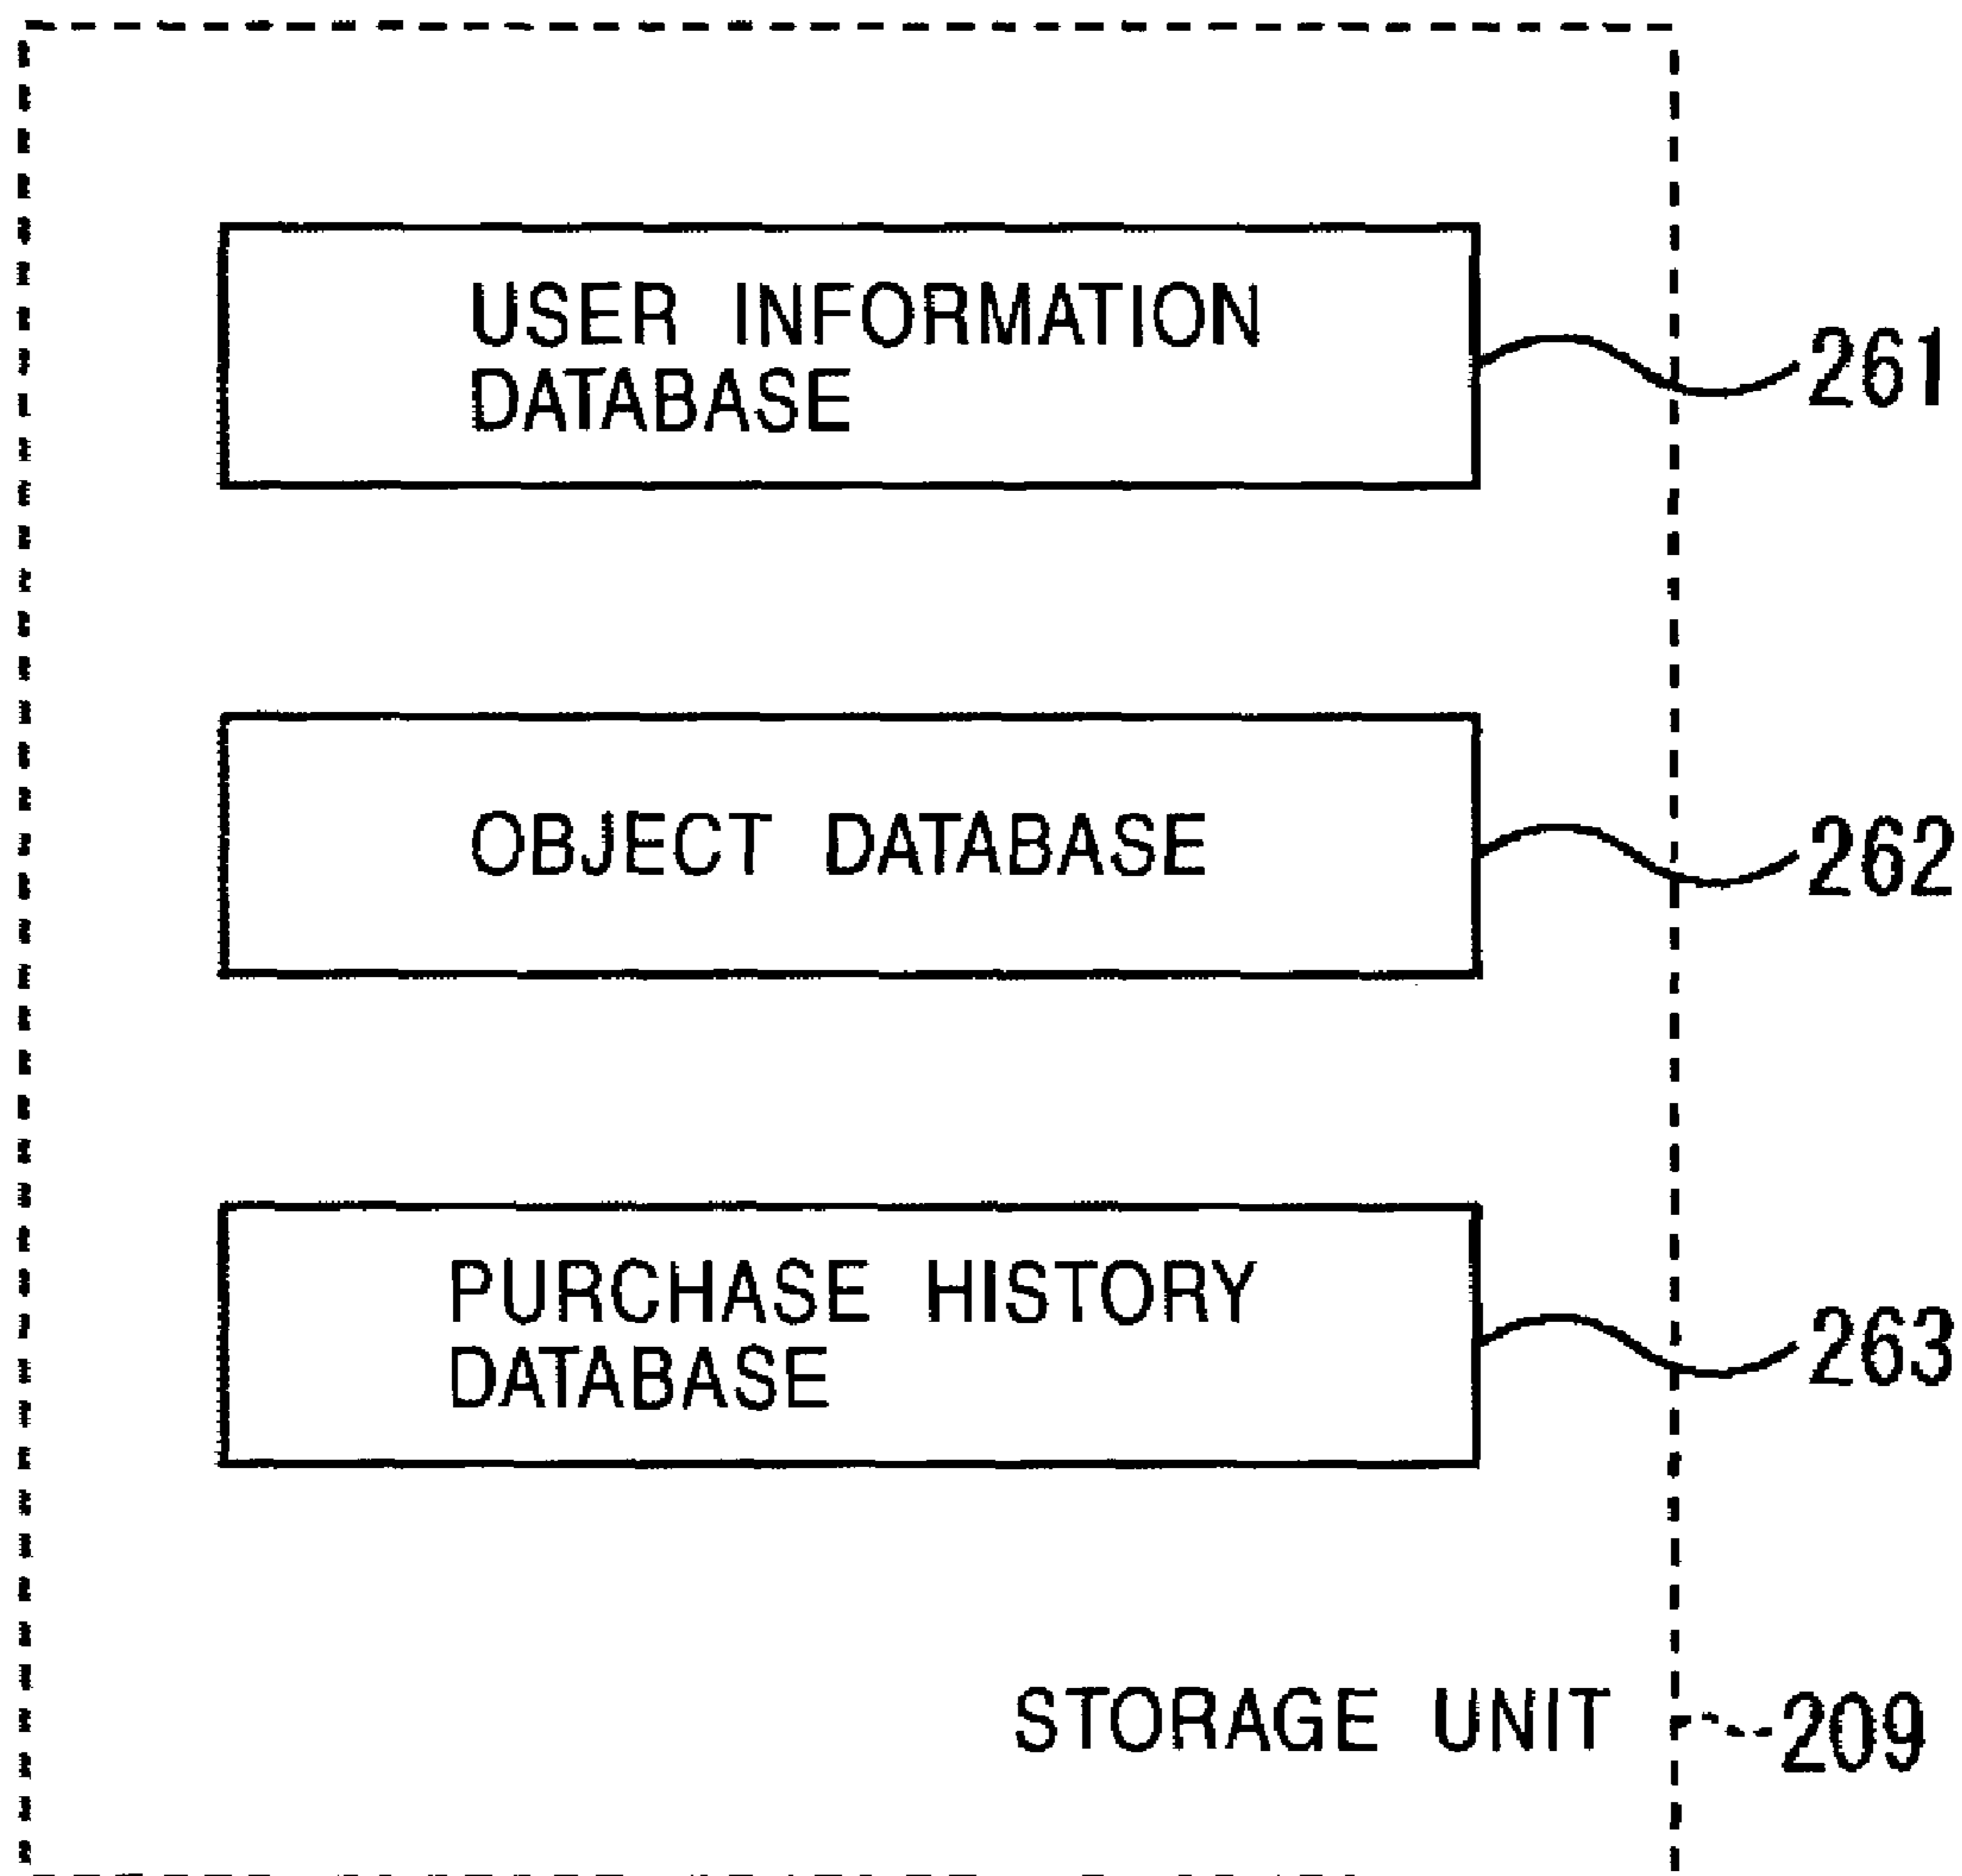 USER INFORMATION
DATABASE
261
OBJECT DATABASE
262
PURCHASE HISTORY
DATABASE
263
STORAGE UNIT
209